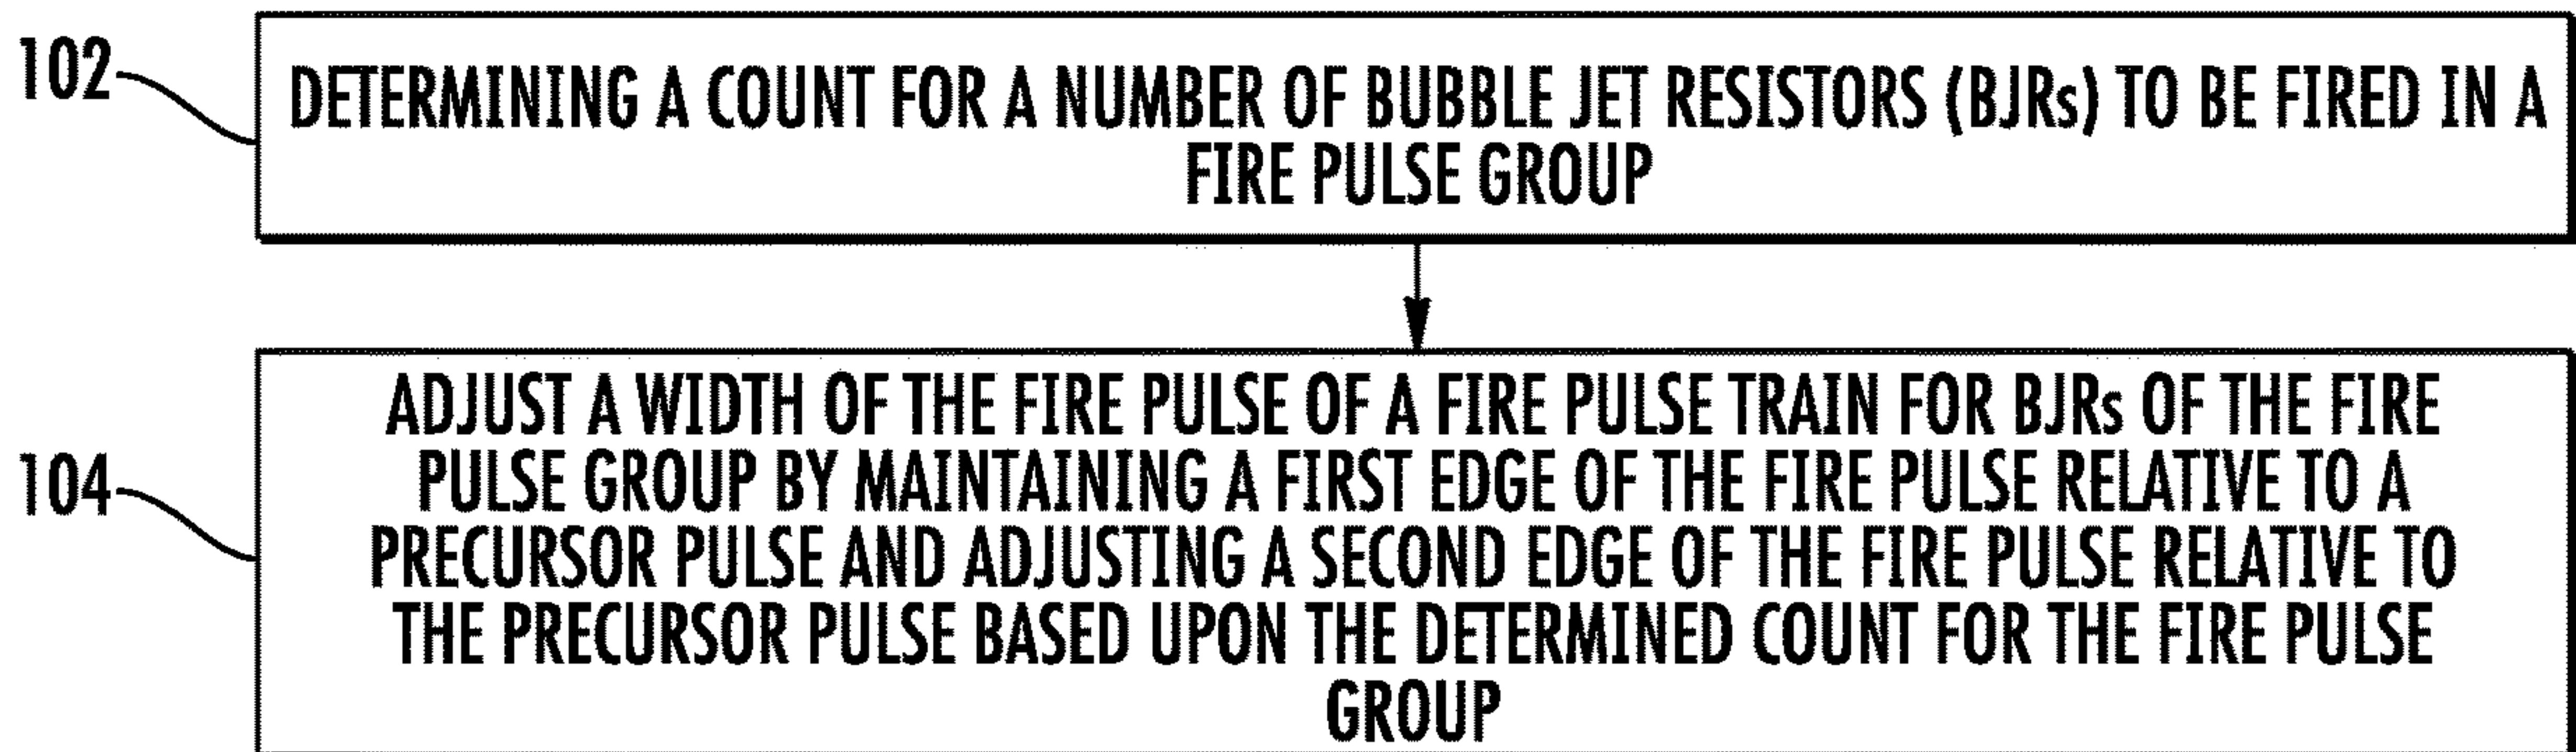 102
DETERMINING A COUNT FOR A NUMBER OF BUBBLE JET RESISTORS (BJRs) TO BE FIRED IN A
FIRE PULSE GROUP
104
ADJUST A WIDTH OF THE FIRE PULSE OF A FIRE PULSE TRAIN FOR BJRs OF THE FIRE
PULSE GROUP BY MAINTAINING A FIRST EDGE OF THE FIRE PULSE RELATIVE TO A
PRECURSOR PULSE AND ADJUSTING A SECOND EDGE OF THE FIRE PULSE RELATIVE TO
THE PRECURSOR PULSE BASED UPON THE DETERMINED COUNT FOR THE FIRE PULSE
GROUP